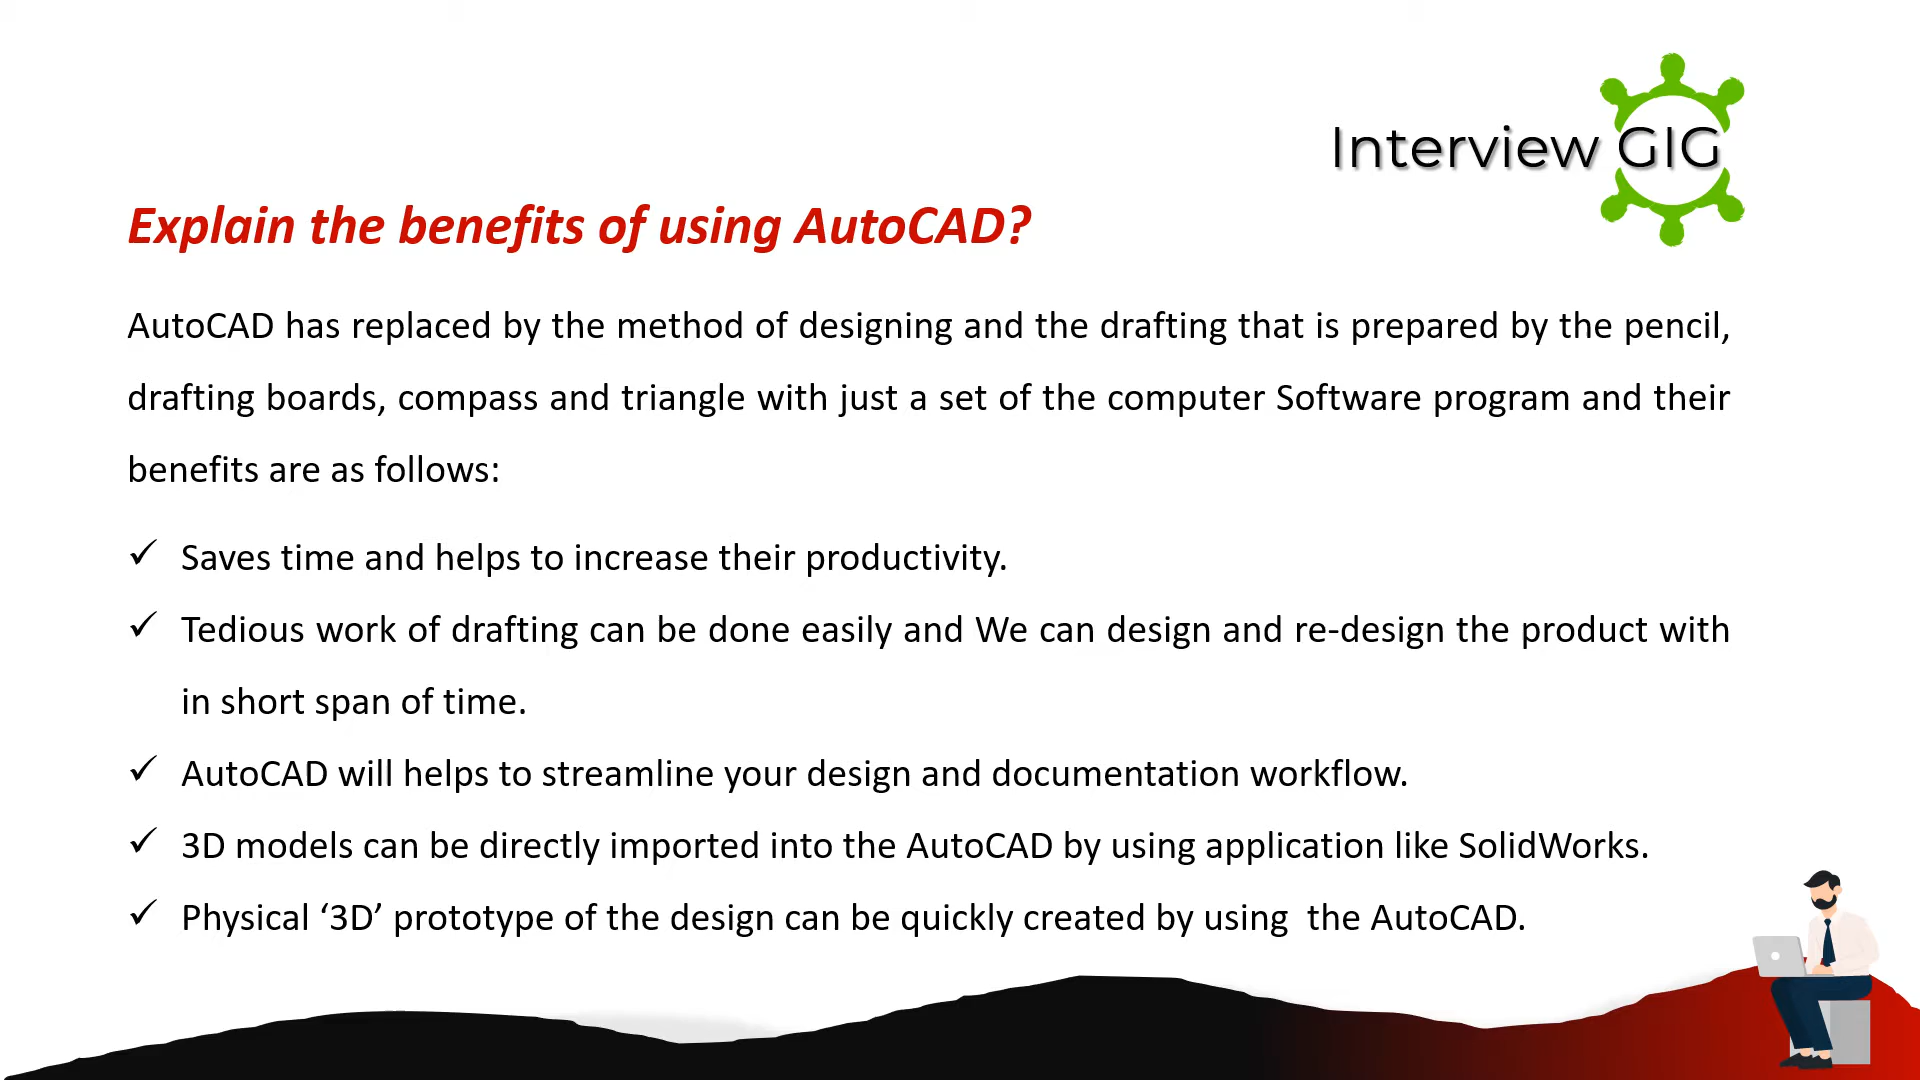 Interview GIG
Explain the benefits of using AutoCAD?
AutoCAD has replaced by the method of designing and the drafting that is prepared by the pencil,
drafting boards, compass and triangle with just a set of the computer Software program and their
benefits are as follows:
✓ Saves time and helps to increase their productivity.
✓ Tedious work of drafting can be done easily and We can design and re-design the product with
in short span of time.
✓ AutoCAD will helps to streamline your design and documentation workflow.
✓ 3D models can be directly imported into the AutoCAD by using application like SolidWorks.
✓ Physical ‘3D’ prototype of the design can be quickly created by using  the AutoCAD.